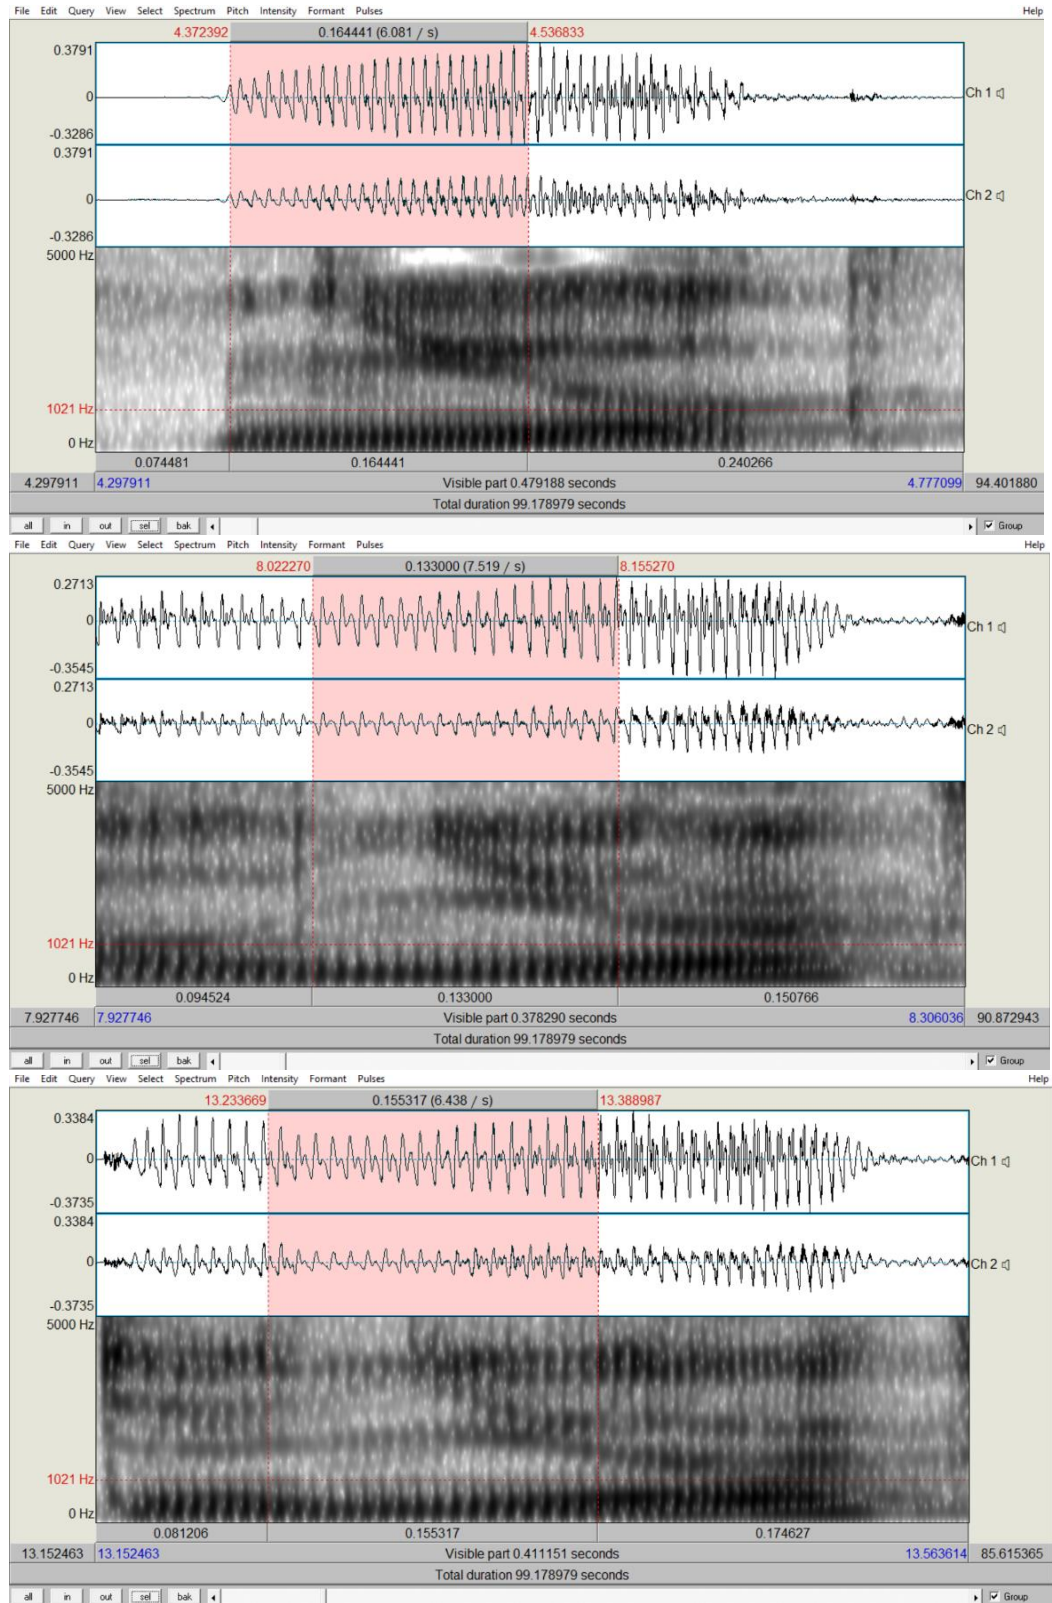 File Edit Query View Select Spectrum Pitch Intensity Formant Pulses Help
4.372392 0.164441 (6.081 / s) 4.536833
0.3791
0 Ch 1
-0.3286
0.3791
0 Ch 2
-0.3286
5000 Hz
1021 Hz
0 Hz
0.074481 0.164441 0.240266
4.297911 4.297911 Visible part 0.479188 seconds 4.777099 94.401880
Total duration 99.178979 seconds
all in out sel bak Group
File Edit Query View Select Spectrum Pitch Intensity Formant Pulses Help
8.022270 0.133000 (7.519 / s) 8.155270
0.2713
0 Ch 1
-0.3545
0.2713
0 Ch 2
-0.3545
5000 Hz
1021 Hz
0 Hz
0.094524 0.133000 0.150766
7.927746 7.927746 Visible part 0.378290 seconds 8.306036 90.872943
Total duration 99.178979 seconds
all in out sel bak Group
File Edit Query View Select Spectrum Pitch Intensity Formant Pulses Help
13.233669 0.155317 (6.438 / s) 13.388987
0.3384
0 Ch 1
-0.3735
0.3384
0 Ch 2
-0.3735
5000 Hz
1021 Hz
0 Hz
0.081206 0.155317 0.174627
13.152463 13.152463 Visible part 0.411151 seconds 13.563614 85.615365
Total duration 99.178979 seconds
all in out sel bak Group